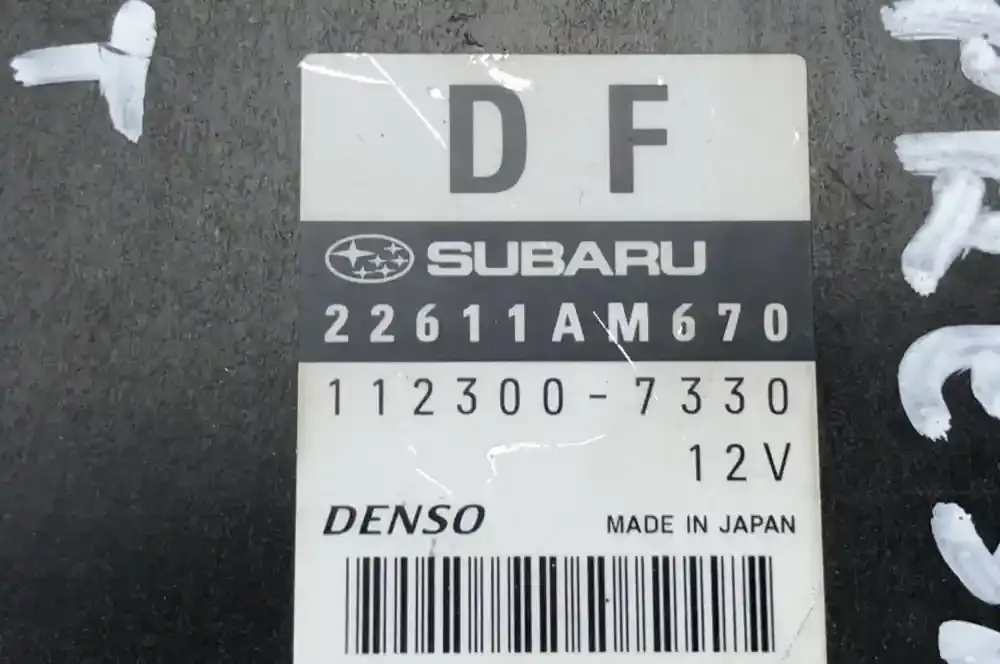 D F
SUBARU
22611AM670
112300-7330
12V
DENSO MADE IN JAPAN